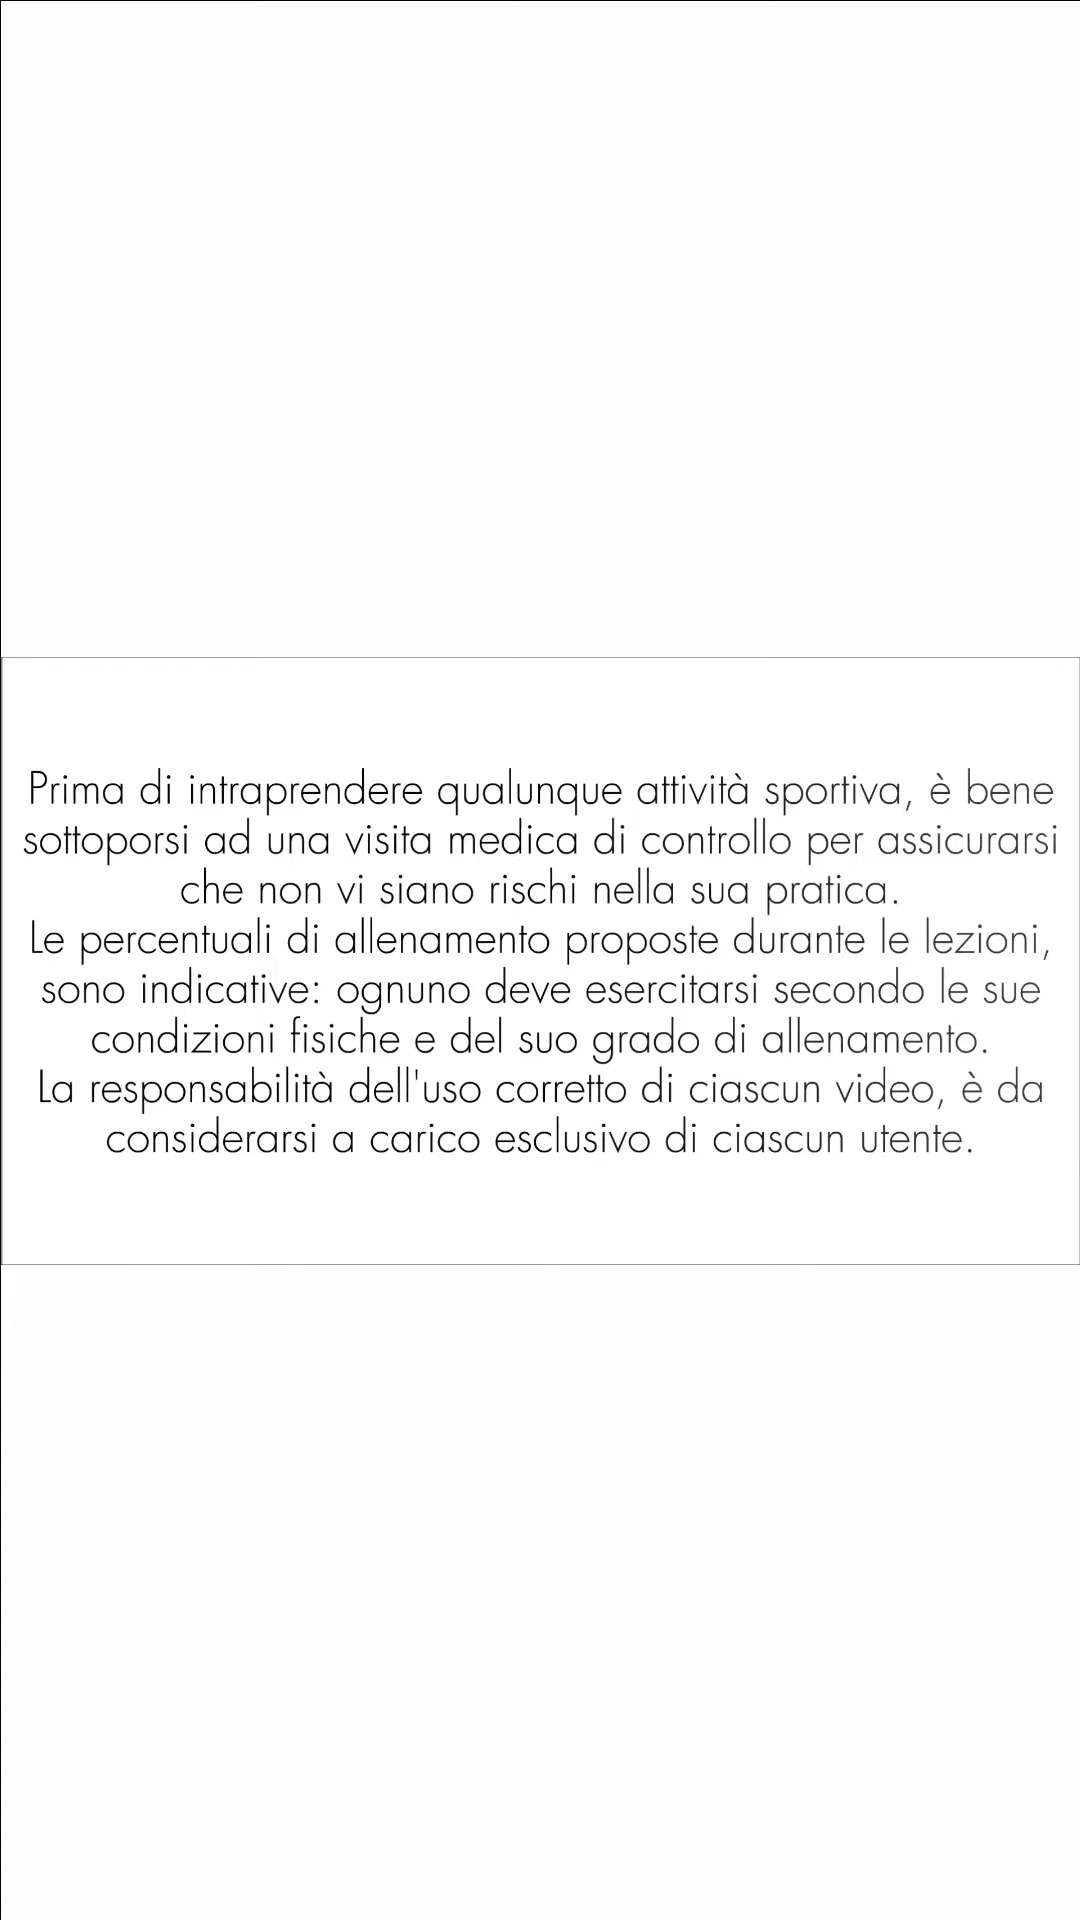 Prima di intraprendere qualunque attività sportiva, è bene
sottoporsi ad una visita medica di controllo per assicurarsi
che non vi siano rischi nella sua pratica.
Le percentuali di allenamento proposte durante le lezioni,
sono indicative: ognuno deve esercitarsi secondo le sue
condizioni fisiche e del suo grado di allenamento.
La responsabilità dell'uso corretto di ciascun video, è da
considerarsi a carico esclusivo di ciascun utente.